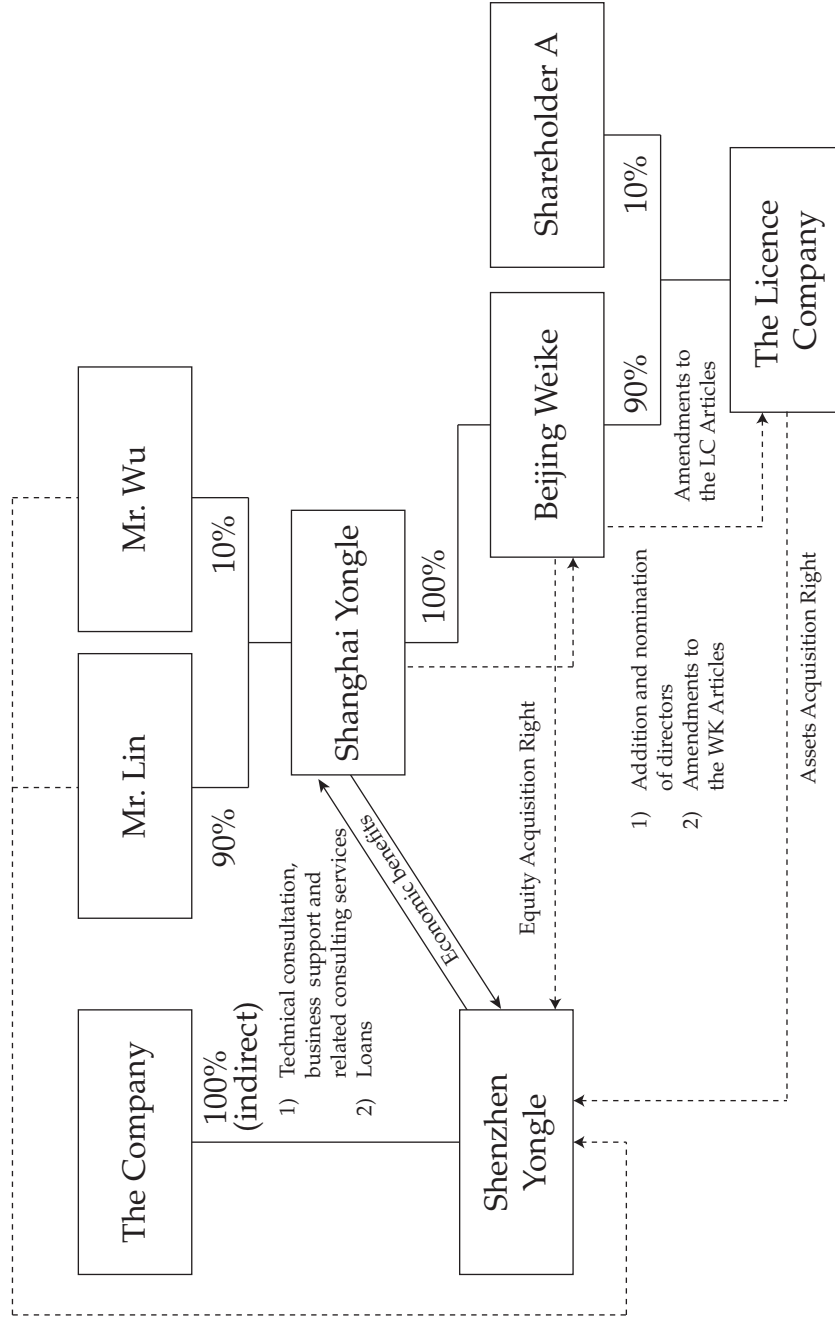 The Company
Mr. Lin
Mr. Wu
90%
10%
100%
(indirect)
1) Technical consultation,
business support and
related consulting services
2) Loans
Economic benefits
Shanghai Yongle
100%
Shenzhen
Yongle
Equity Acquisition Right
Beijing Weike
Shareholder A
90%
10%
1) Addition and nomination
of directors
2) Amendments to
the WK Articles
Amendments to
the LC Articles
Assets Acquisition Right
The Licence
Company